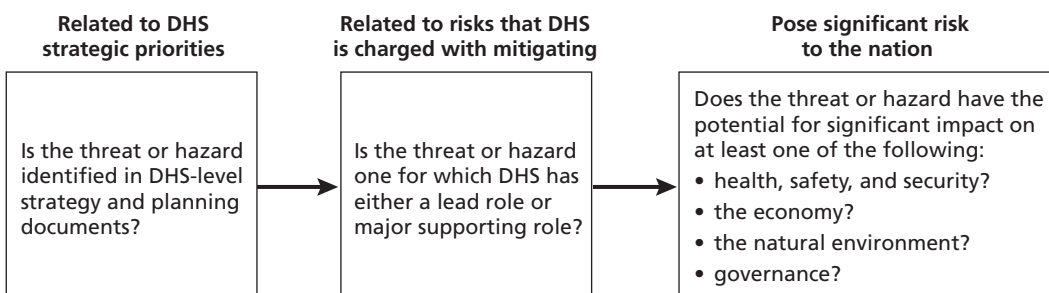 Related to DHS
strategic priorities
Is the threat or hazard
identified in DHS-level
strategy and planning
documents?
Related to risks that DHS
is charged with mitigating
Is the threat or hazard
one for which DHS has
either a lead role or
major supporting role?
Pose significant risk
to the nation
Does the threat or hazard have the
potential for significant impact on
at least one of the following:
• health, safety, and security?
• the economy?
• the natural environment?
• governance?